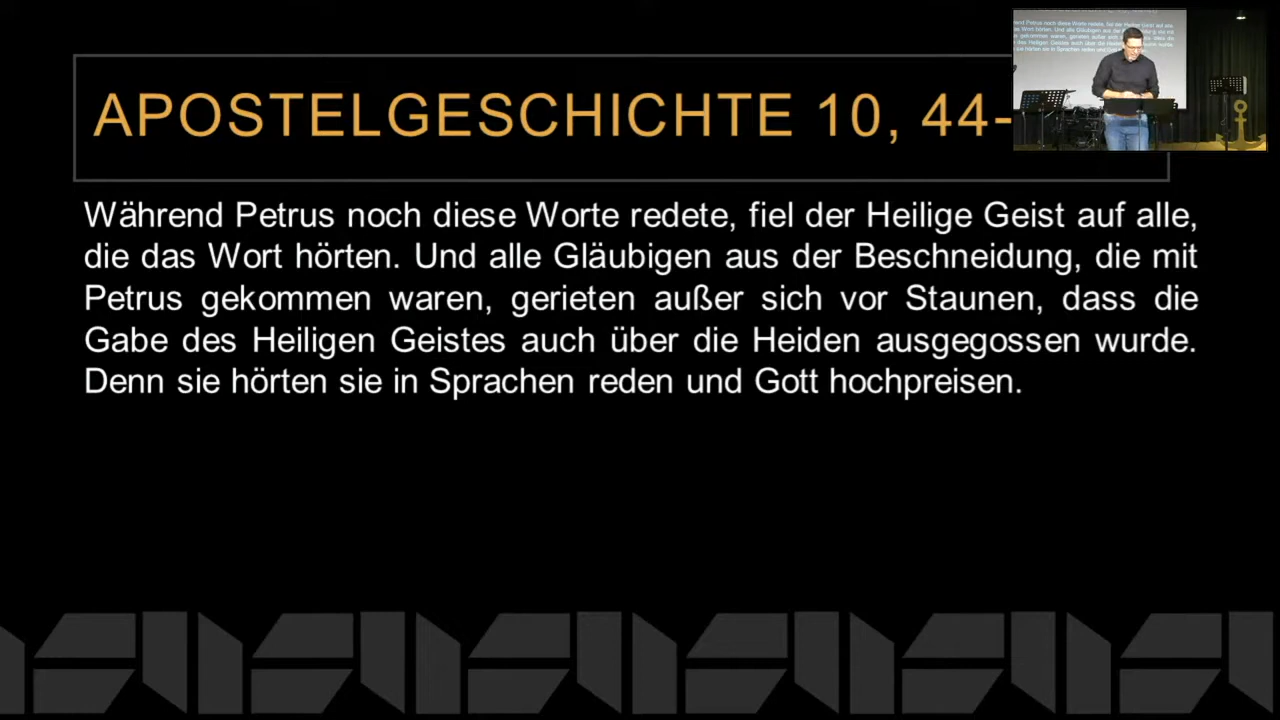 APOSTELGESCHICHTE 10, 44-
Während Petrus noch diese Worte redete, fiel der Heilige Geist auf alle,
die das Wort hörten. Und alle Gläubigen aus der Beschneidung, die mit
Petrus gekommen waren, gerieten außer sich vor Staunen, dass die
Gabe des Heiligen Geistes auch über die Heiden ausgegossen wurde.
Denn sie hörten sie in Sprachen reden und Gott hochpreisen.